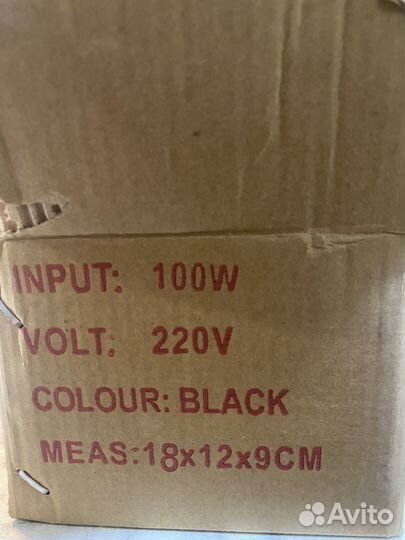 INPUT: 100W
VOLT: 220V
COLOUR: BLACK
MEAS:18x12x9CM
Avito